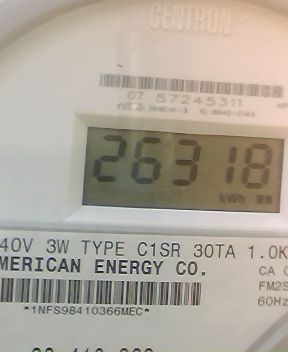 CENTRON®
07 57245311
26318
kWh
40V 3W TYPE C1SR 30TA 1.0K
MERICAN ENERGY CO.
CA 0
FM2S
60Hz
*1NFS98410366MEC*